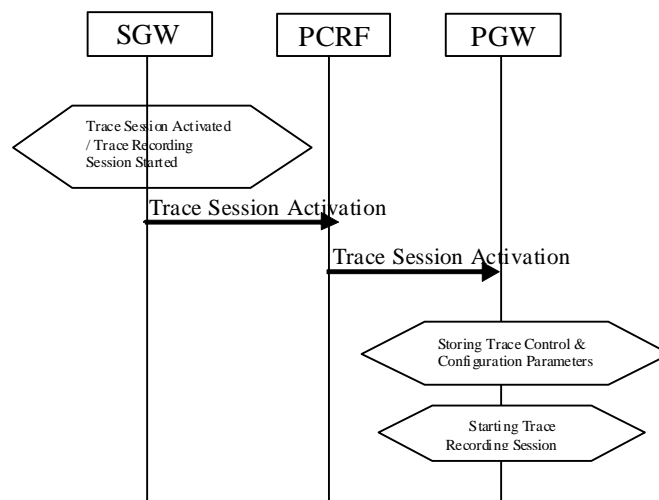 SGW
PCRF
PGW
Trace Session Activated
/ Trace Recording
Session Started
Trace Session Activation
Trace Session Activation
Storing Trace Control &
Configuration Parameters
Starting Trace
Recording Session